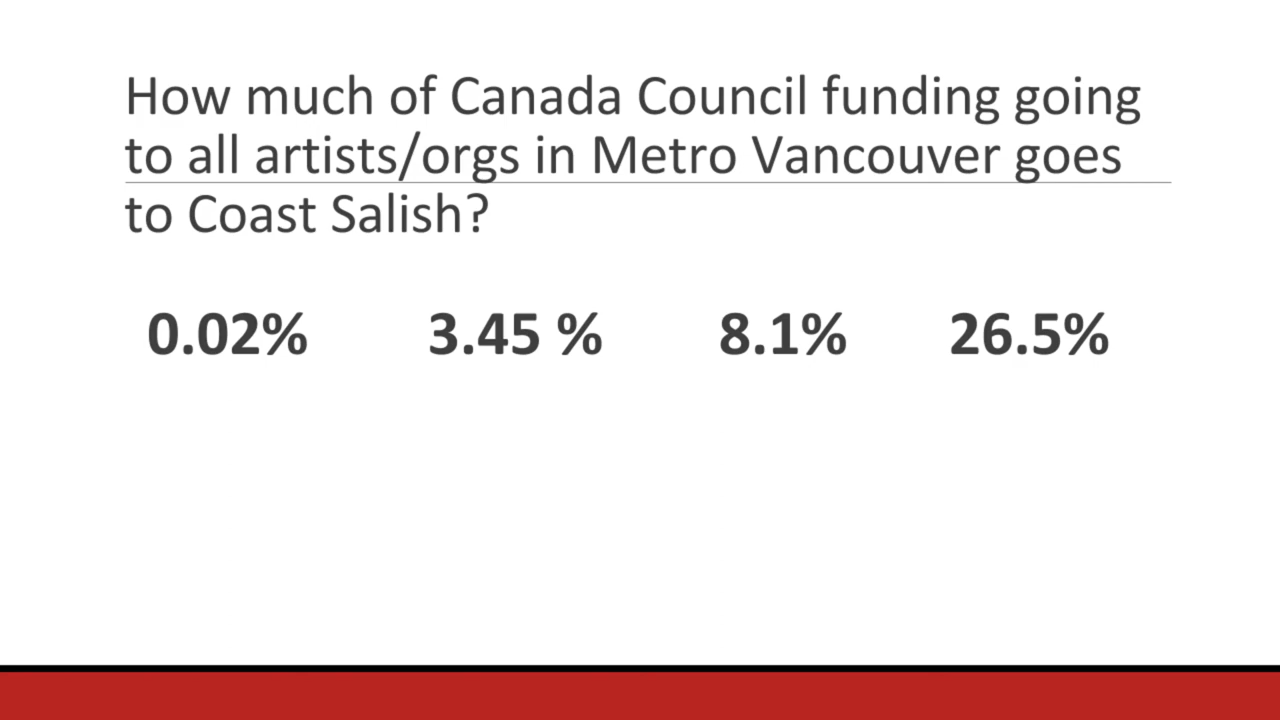 How much of Canada Council funding going
to all artists/orgs in Metro Vancouver goes
to Coast Salish?
0.02% 3.45 % 8.1% 26.5%